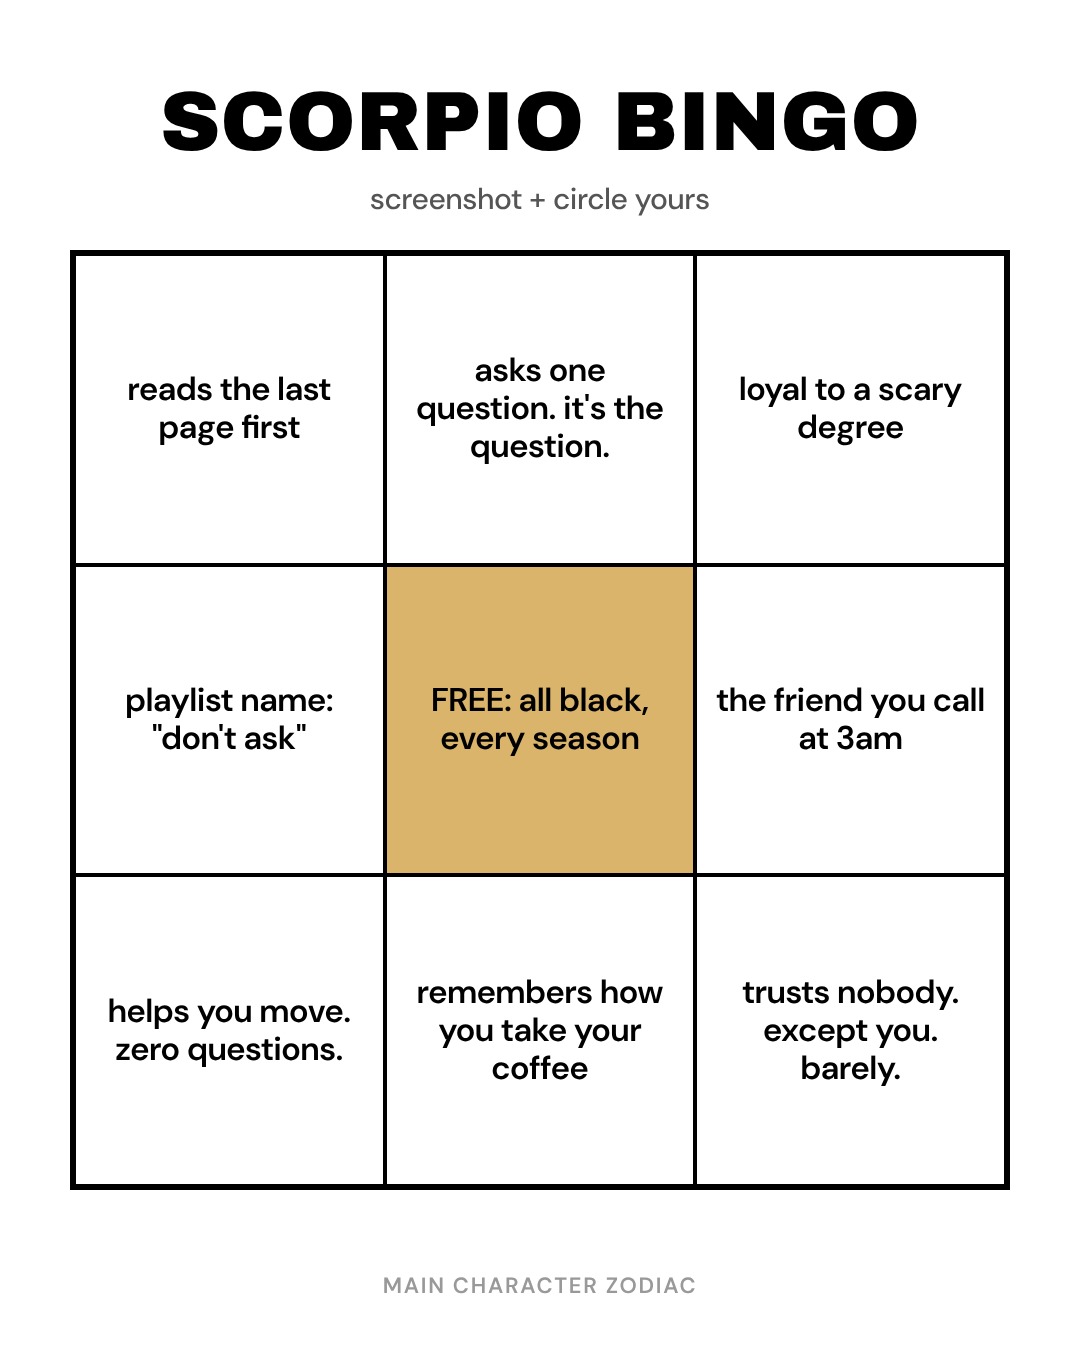 SCORPIO BINGO
screenshot + circle yours
reads the last
page first
asks one
question. it's the
question.
loyal to a scary
degree
playlist name:
"don't ask"
FREE: all black,
every season
the friend you call
at 3am
helps you move.
zero questions.
remembers how
you take your
coffee
trusts nobody.
except you.
barely.
MAIN CHARACTER ZODIAC